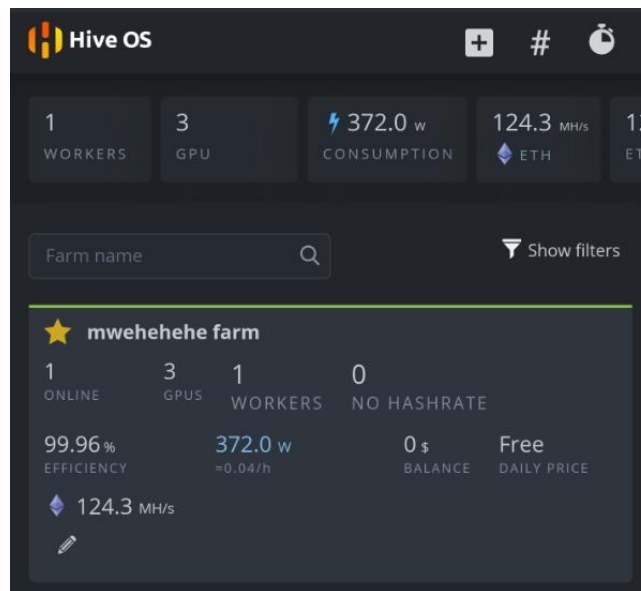 Hive OS
#
1 3 372.0 W 124.3 MH/s
WORKERS GPU CONSUMPTION ETH
Farm name
Show filters
mwehehehe farm
1 3 1 0
ONLINE GPUS WORKERS NO HASHRATE
99.96 % 372.0 W 0 $ Free
EFFICIENCY ≈0.04/h BALANCE DAILY PRICE
124.3 MH/s